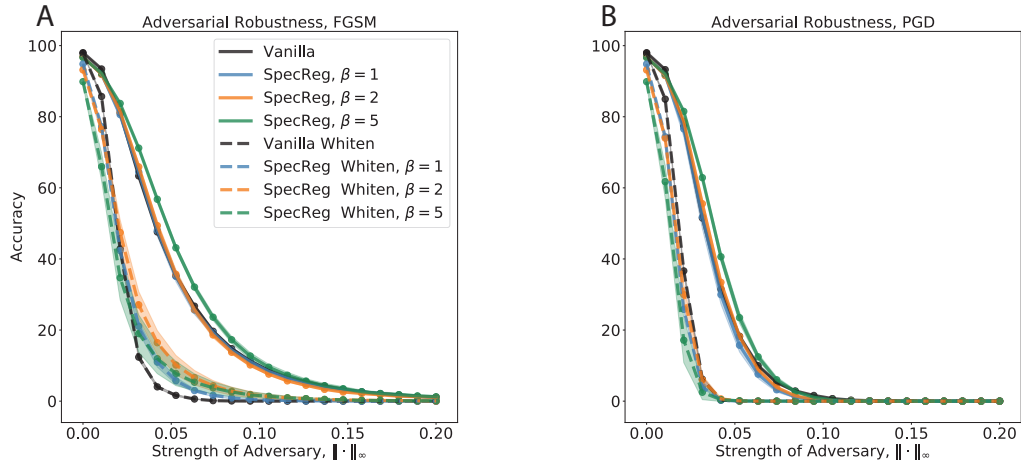 A
Adversarial Robustness, FGSM
Accuracy
100
80
60
40
20
0
Vanilla
SpecReg, β = 1
SpecReg, β = 2
SpecReg, β = 5
Vanilla Whiten
SpecReg Whiten, β = 1
SpecReg Whiten, β = 2
SpecReg Whiten, β = 5
0.00 0.05 0.10 0.15 0.20
Strength of Adversary, ‖·‖∞
B
Adversarial Robustness, PGD
100
80
60
40
20
0
0.00 0.05 0.10 0.15 0.20
Strength of Adversary, ‖·‖∞